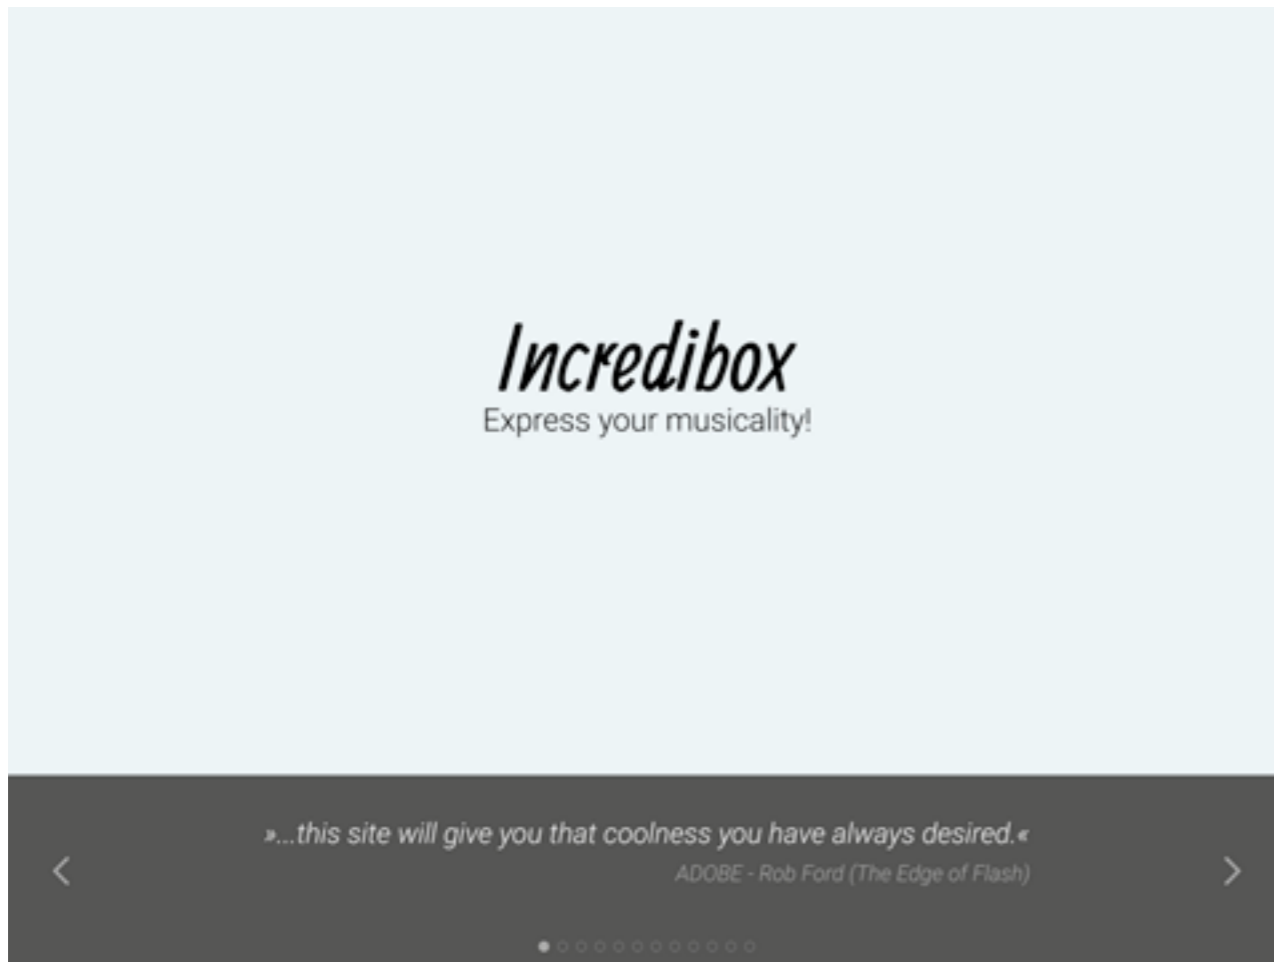 Incredibox
Express your musicality!
»...this site will give you that coolness you have always desired.«
ADOBE - Rob Ford (The Edge of Flash)